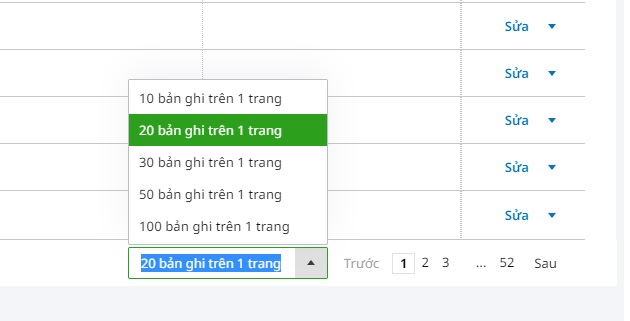 Sửa
Sửa
10 bản ghi trên 1 trang
20 bản ghi trên 1 trang
Sửa
30 bản ghi trên 1 trang
Sửa
50 bản ghi trên 1 trang
100 bản ghi trên 1 trang
Sửa
20 bản ghi trên 1 trang Trước 1 2 3 ... 52 Sau